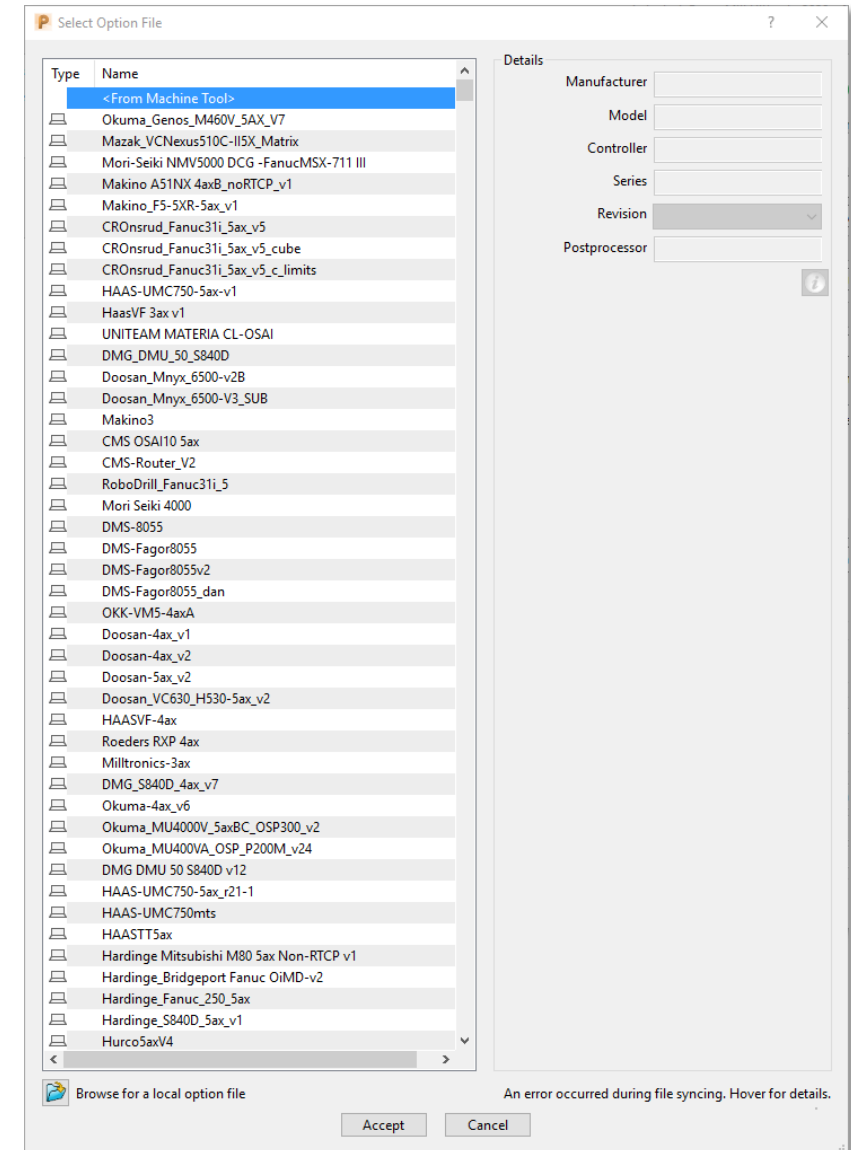 Select Option File
Type Name
<From Machine Tool>
Okuma_Genos_M460V_5AX_V7
Mazak_VCNexus510C-II5X_Matrix
Mori-Seiki NMV5000 DCG -FanucMSX-711 III
Makino A51NX 4axB_noRTCP_v1
Makino_F5-5XR-5ax_v1
CROnsrud_Fanuc31i_5ax_v5
CROnsrud_Fanuc31i_5ax_v5_cube
CROnsrud_Fanuc31i_5ax_v5_c_limits
HAAS-UMC750-5ax-v1
HaasVF 3ax v1
UNITEAM MATERIA CL-OSAI
DMG_DMU_50_S840D
Doosan_Mnyx_6500-v2B
Doosan_Mnyx_6500-V3_SUB
Makino3
CMS OSAI10 5ax
CMS-Router_V2
RoboDrill_Fanuc31i_5
Mori Seiki 4000
DMS-8055
DMS-Fagor8055
DMS-Fagor8055v2
DMS-Fagor8055_dan
OKK-VM5-4axA
Doosan-4ax_v1
Doosan-4ax_v2
Doosan-5ax_v2
Doosan_VC630_H530-5ax_v2
HAASVF-4ax
Roeders RXP 4ax
Milltronics-3ax
DMG_S840D_4ax_v7
Okuma-4ax_v6
Okuma_MU4000V_5axBC_OSP300_v2
Okuma_MU400VA_OSP_P200M_v24
DMG DMU 50 S840D v12
HAAS-UMC750-5ax_r21-1
HAAS-UMC750mts
HAASTT5ax
Hardinge Mitsubishi M80 5ax Non-RTCP v1
Hardinge_Bridgeport Fanuc OiMD-v2
Hardinge_Fanuc_250_5ax
Hardinge_S840D_5ax_v1
Hurco5axV4
Details
Manufacturer
Model
Controller
Series
Revision
Postprocessor
Browse for a local option file
An error occurred during file syncing. Hover for details.
Accept Cancel